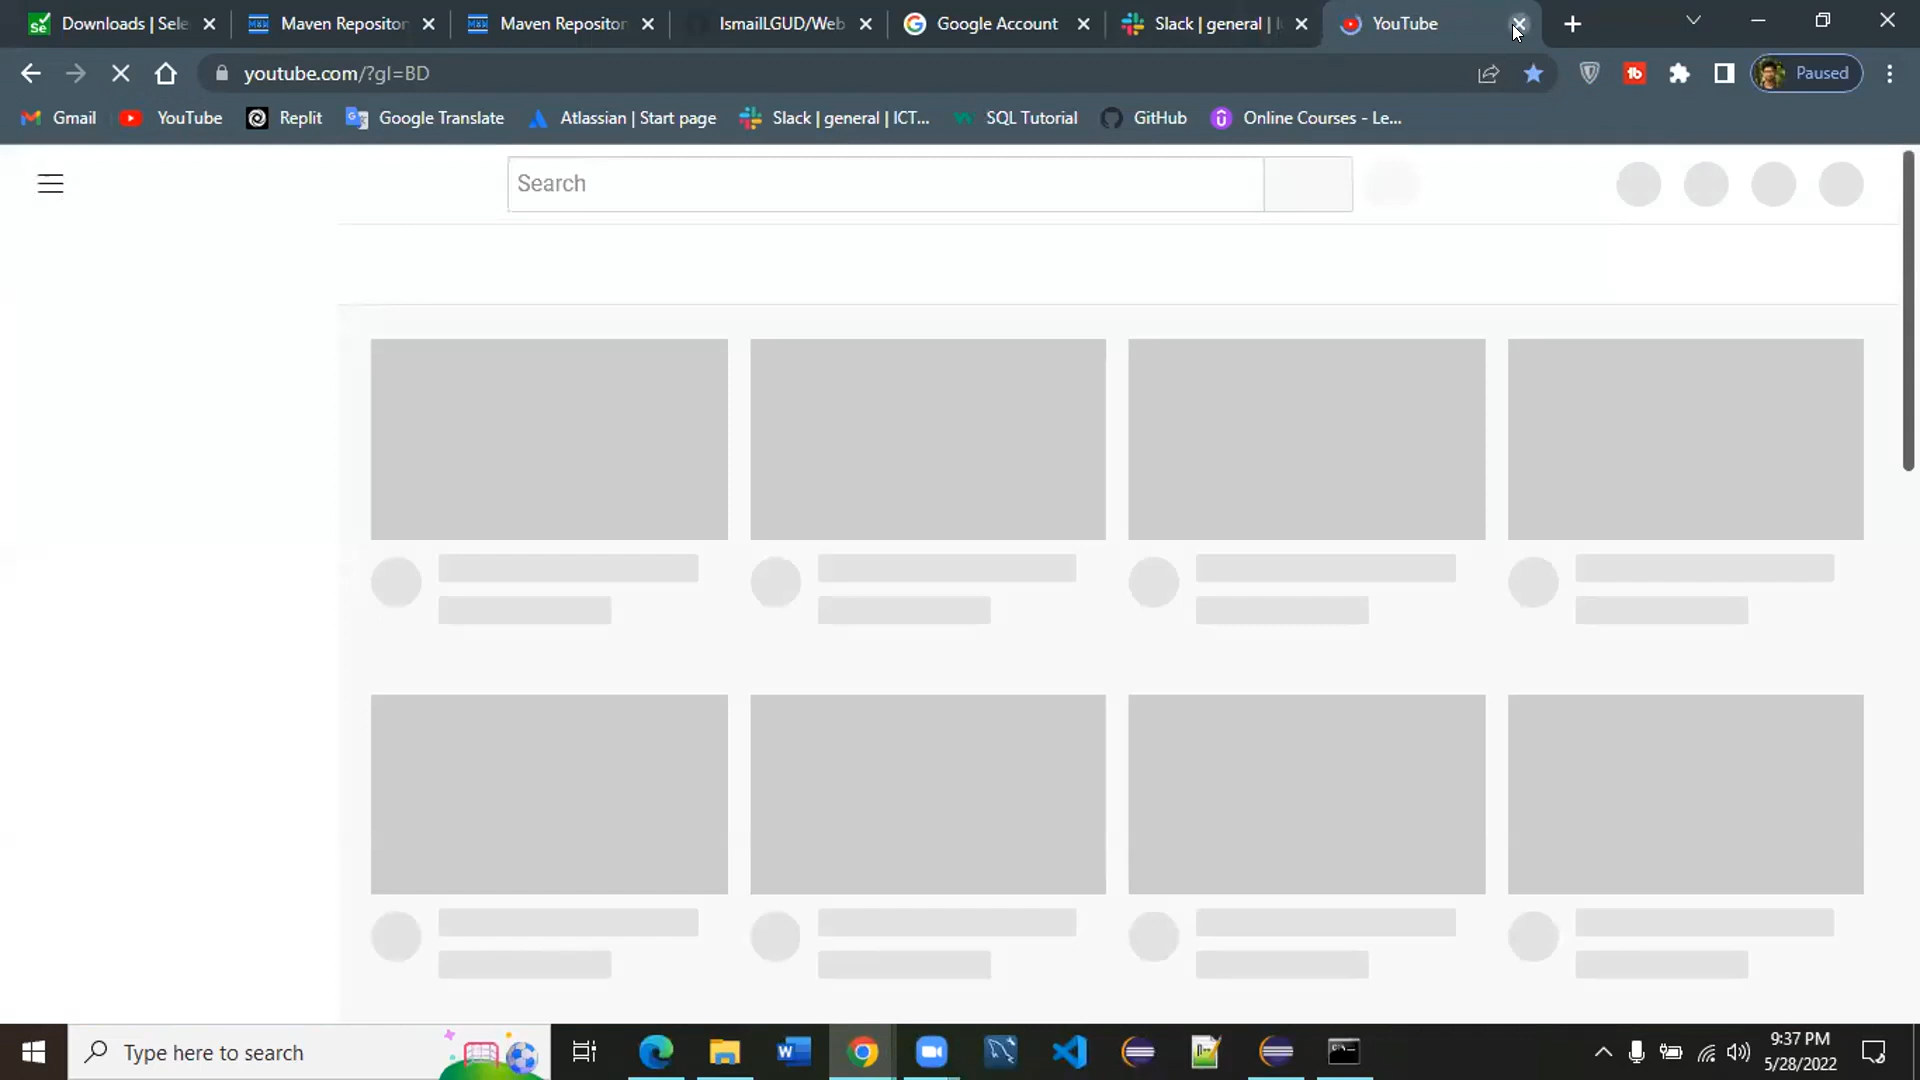 Downloads | Sele
Maven Repositor
Maven Repositor
IsmailLGUD/Web
Google Account
Slack | general |
YouTube
youtube.com/?gl=BD
Paused
Gmail
YouTube
Replit
Google Translate
Atlassian | Start page
Slack | general | ICT...
SQL Tutorial
GitHub
Online Courses - Le...
Search
Type here to search
9:37 PM
5/28/2022